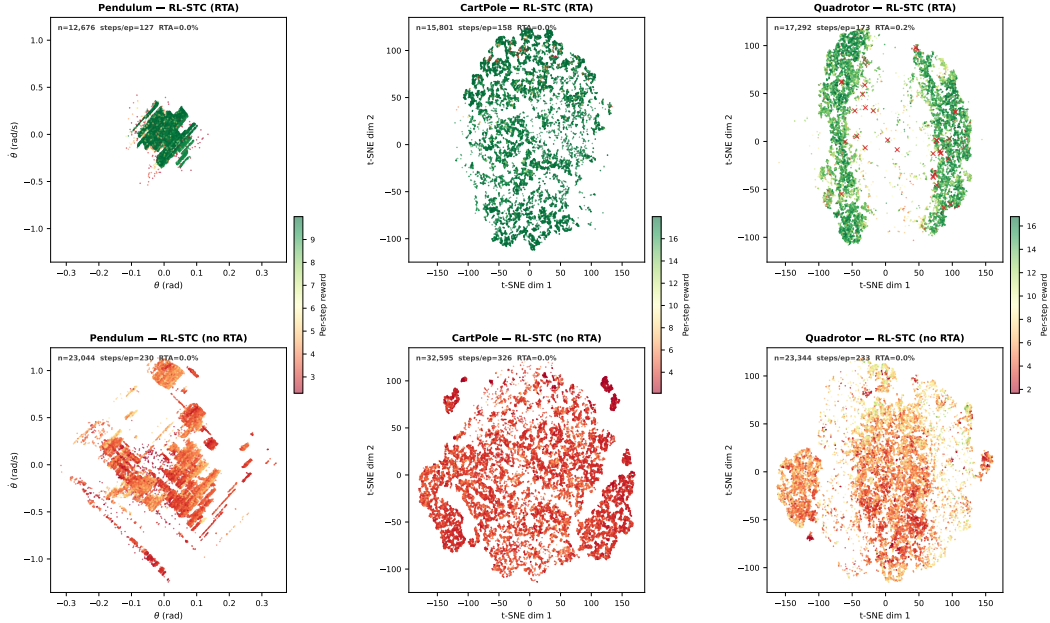 Pendulum — RL-STC (RTA)
n=12,676 steps/ep=127 RTA=0.0%
1.0
0.5
0.0
−0.5
−1.0
θ̇ (rad/s)
−0.3 −0.2 −0.1 0.0 0.1 0.2 0.3
θ (rad)
CartPole — RL-STC (RTA)
n=15,801 steps/ep=158 RTA=0.0%
100
50
0
−50
−100
t-SNE dim 2
−150 −100 −50 0 50 100 150
t-SNE dim 1
Quadrotor — RL-STC (RTA)
n=17,292 steps/ep=173 RTA=0.2%
100
50
0
−50
−100
t-SNE dim 2
−150 −100 −50 0 50 100 150
t-SNE dim 1
9
8
7
6
5
4
3
Per-step reward
16
14
12
10
8
6
4
Per-step reward
16
14
12
10
8
6
4
2
Per-step reward
Pendulum — RL-STC (no RTA)
n=23,044 steps/ep=230 RTA=0.0%
1.0
0.5
0.0
−0.5
−1.0
θ̇ (rad/s)
−0.3 −0.2 −0.1 0.0 0.1 0.2 0.3
θ (rad)
CartPole — RL-STC (no RTA)
n=32,595 steps/ep=326 RTA=0.0%
100
50
0
−50
−100
t-SNE dim 2
−150 −100 −50 0 50 100 150
t-SNE dim 1
Quadrotor — RL-STC (no RTA)
n=23,344 steps/ep=233 RTA=0.0%
100
50
0
−50
−100
t-SNE dim 2
−150 −100 −50 0 50 100 150
t-SNE dim 1